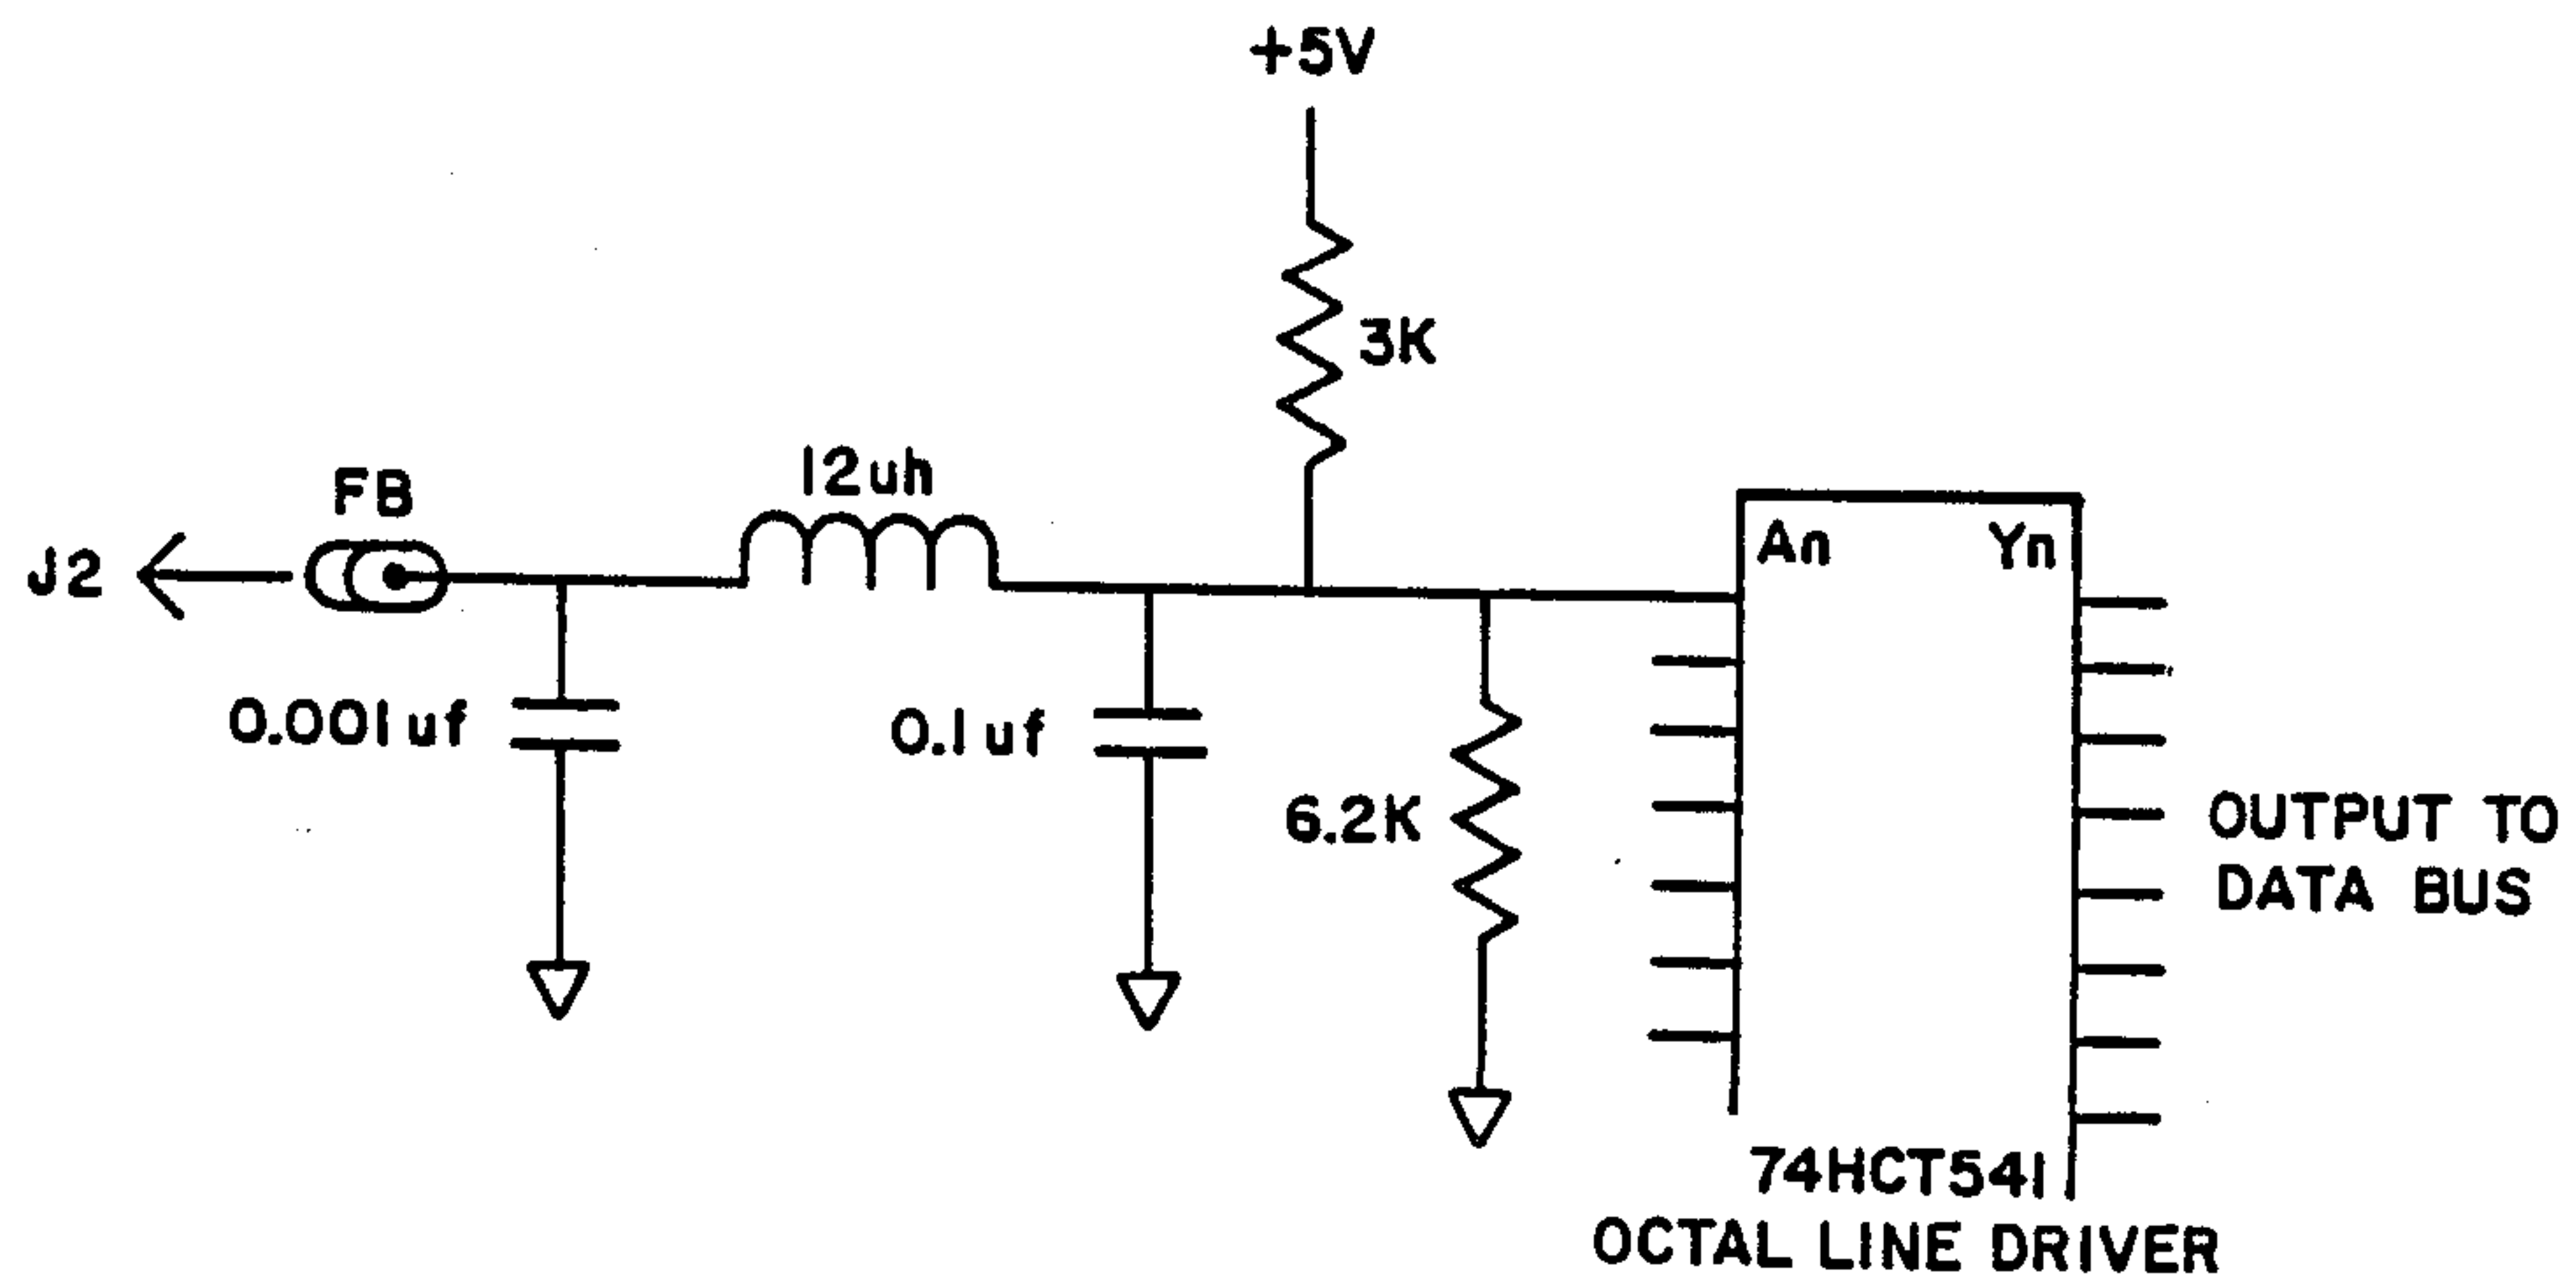 +5V
3K
12uh
FB
J2
An
Yn
0.001uf
0.1uf
6.2K
OUTPUT TO
DATA BUS
74HCT541
OCTAL LINE DRIVER